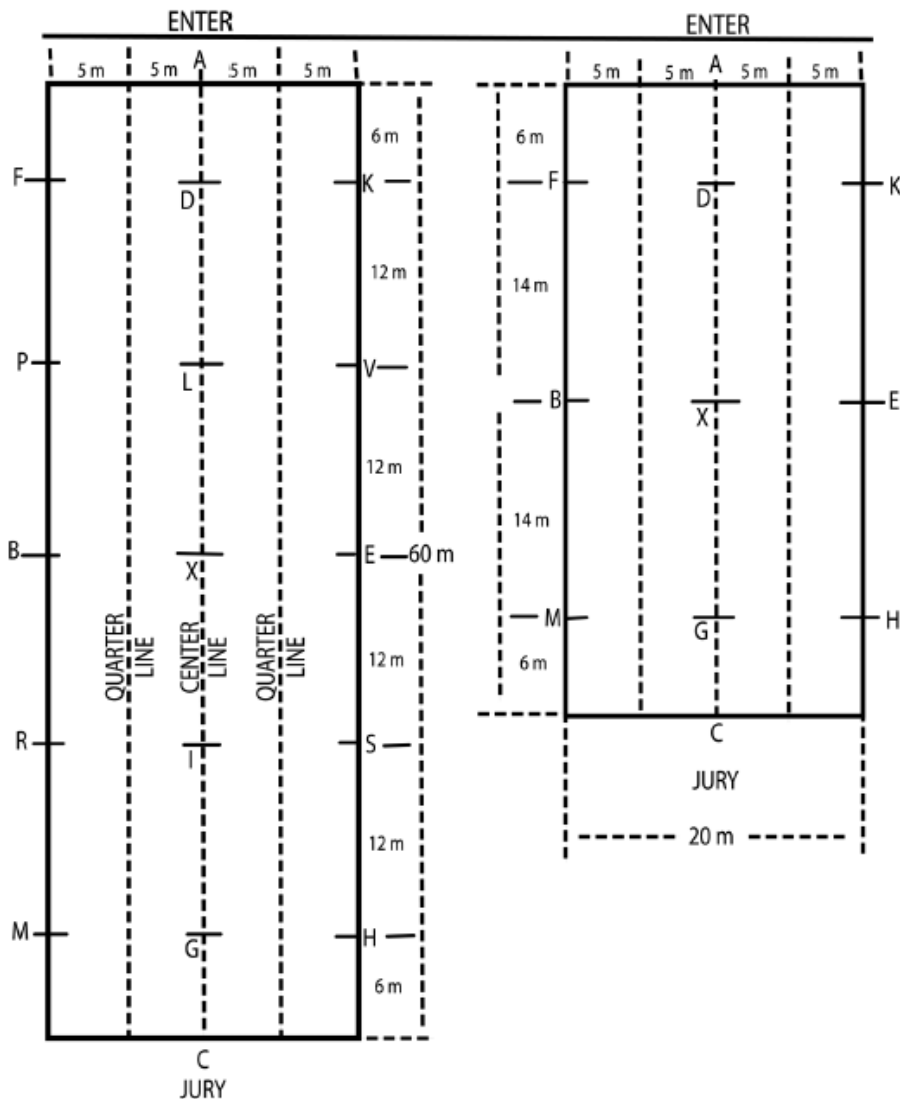 ENTER
ENTER
5 m 5 m A 5 m 5 m
5 m 5 m A 5 m 5 m
6 m
6 m
F D K
F D K
12 m
14 m
P L V
B X E
12 m
14 m
B X E 60 m
QUARTER LINE
CENTER LINE
QUARTER LINE
12 m
M G H
6 m
R I S
C
JURY
20 m
12 m
M G H
6 m
C
JURY